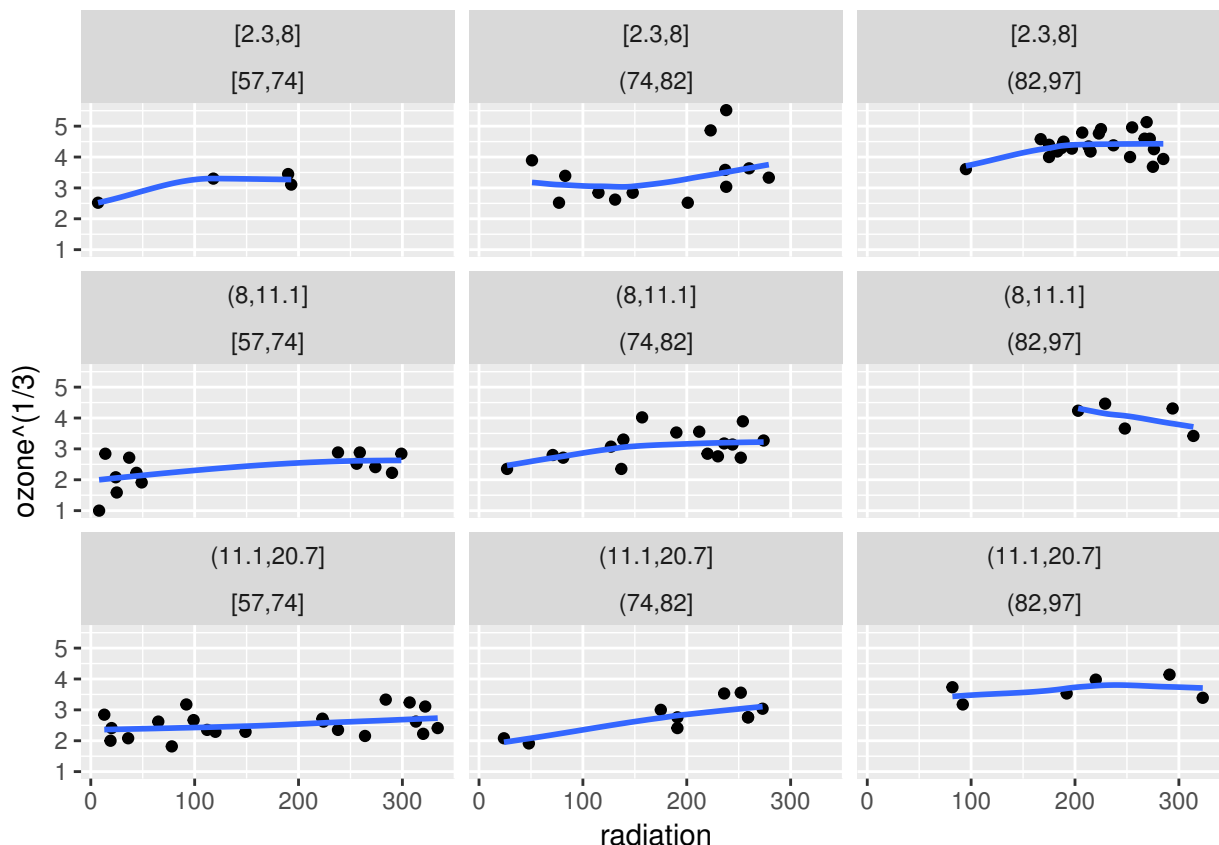 [2.3,8] [2.3,8] [2.3,8]
[57,74] (74,82] (82,97]
5
4
3
2
1
(8,11.1] (8,11.1] (8,11.1]
[57,74] (74,82] (82,97]
5
4
3
2
1
ozone^(1/3)
(11.1,20.7] (11.1,20.7] (11.1,20.7]
[57,74] (74,82] (82,97]
5
4
3
2
1
0 100 200 300 0 100 200 300 0 100 200 300
radiation